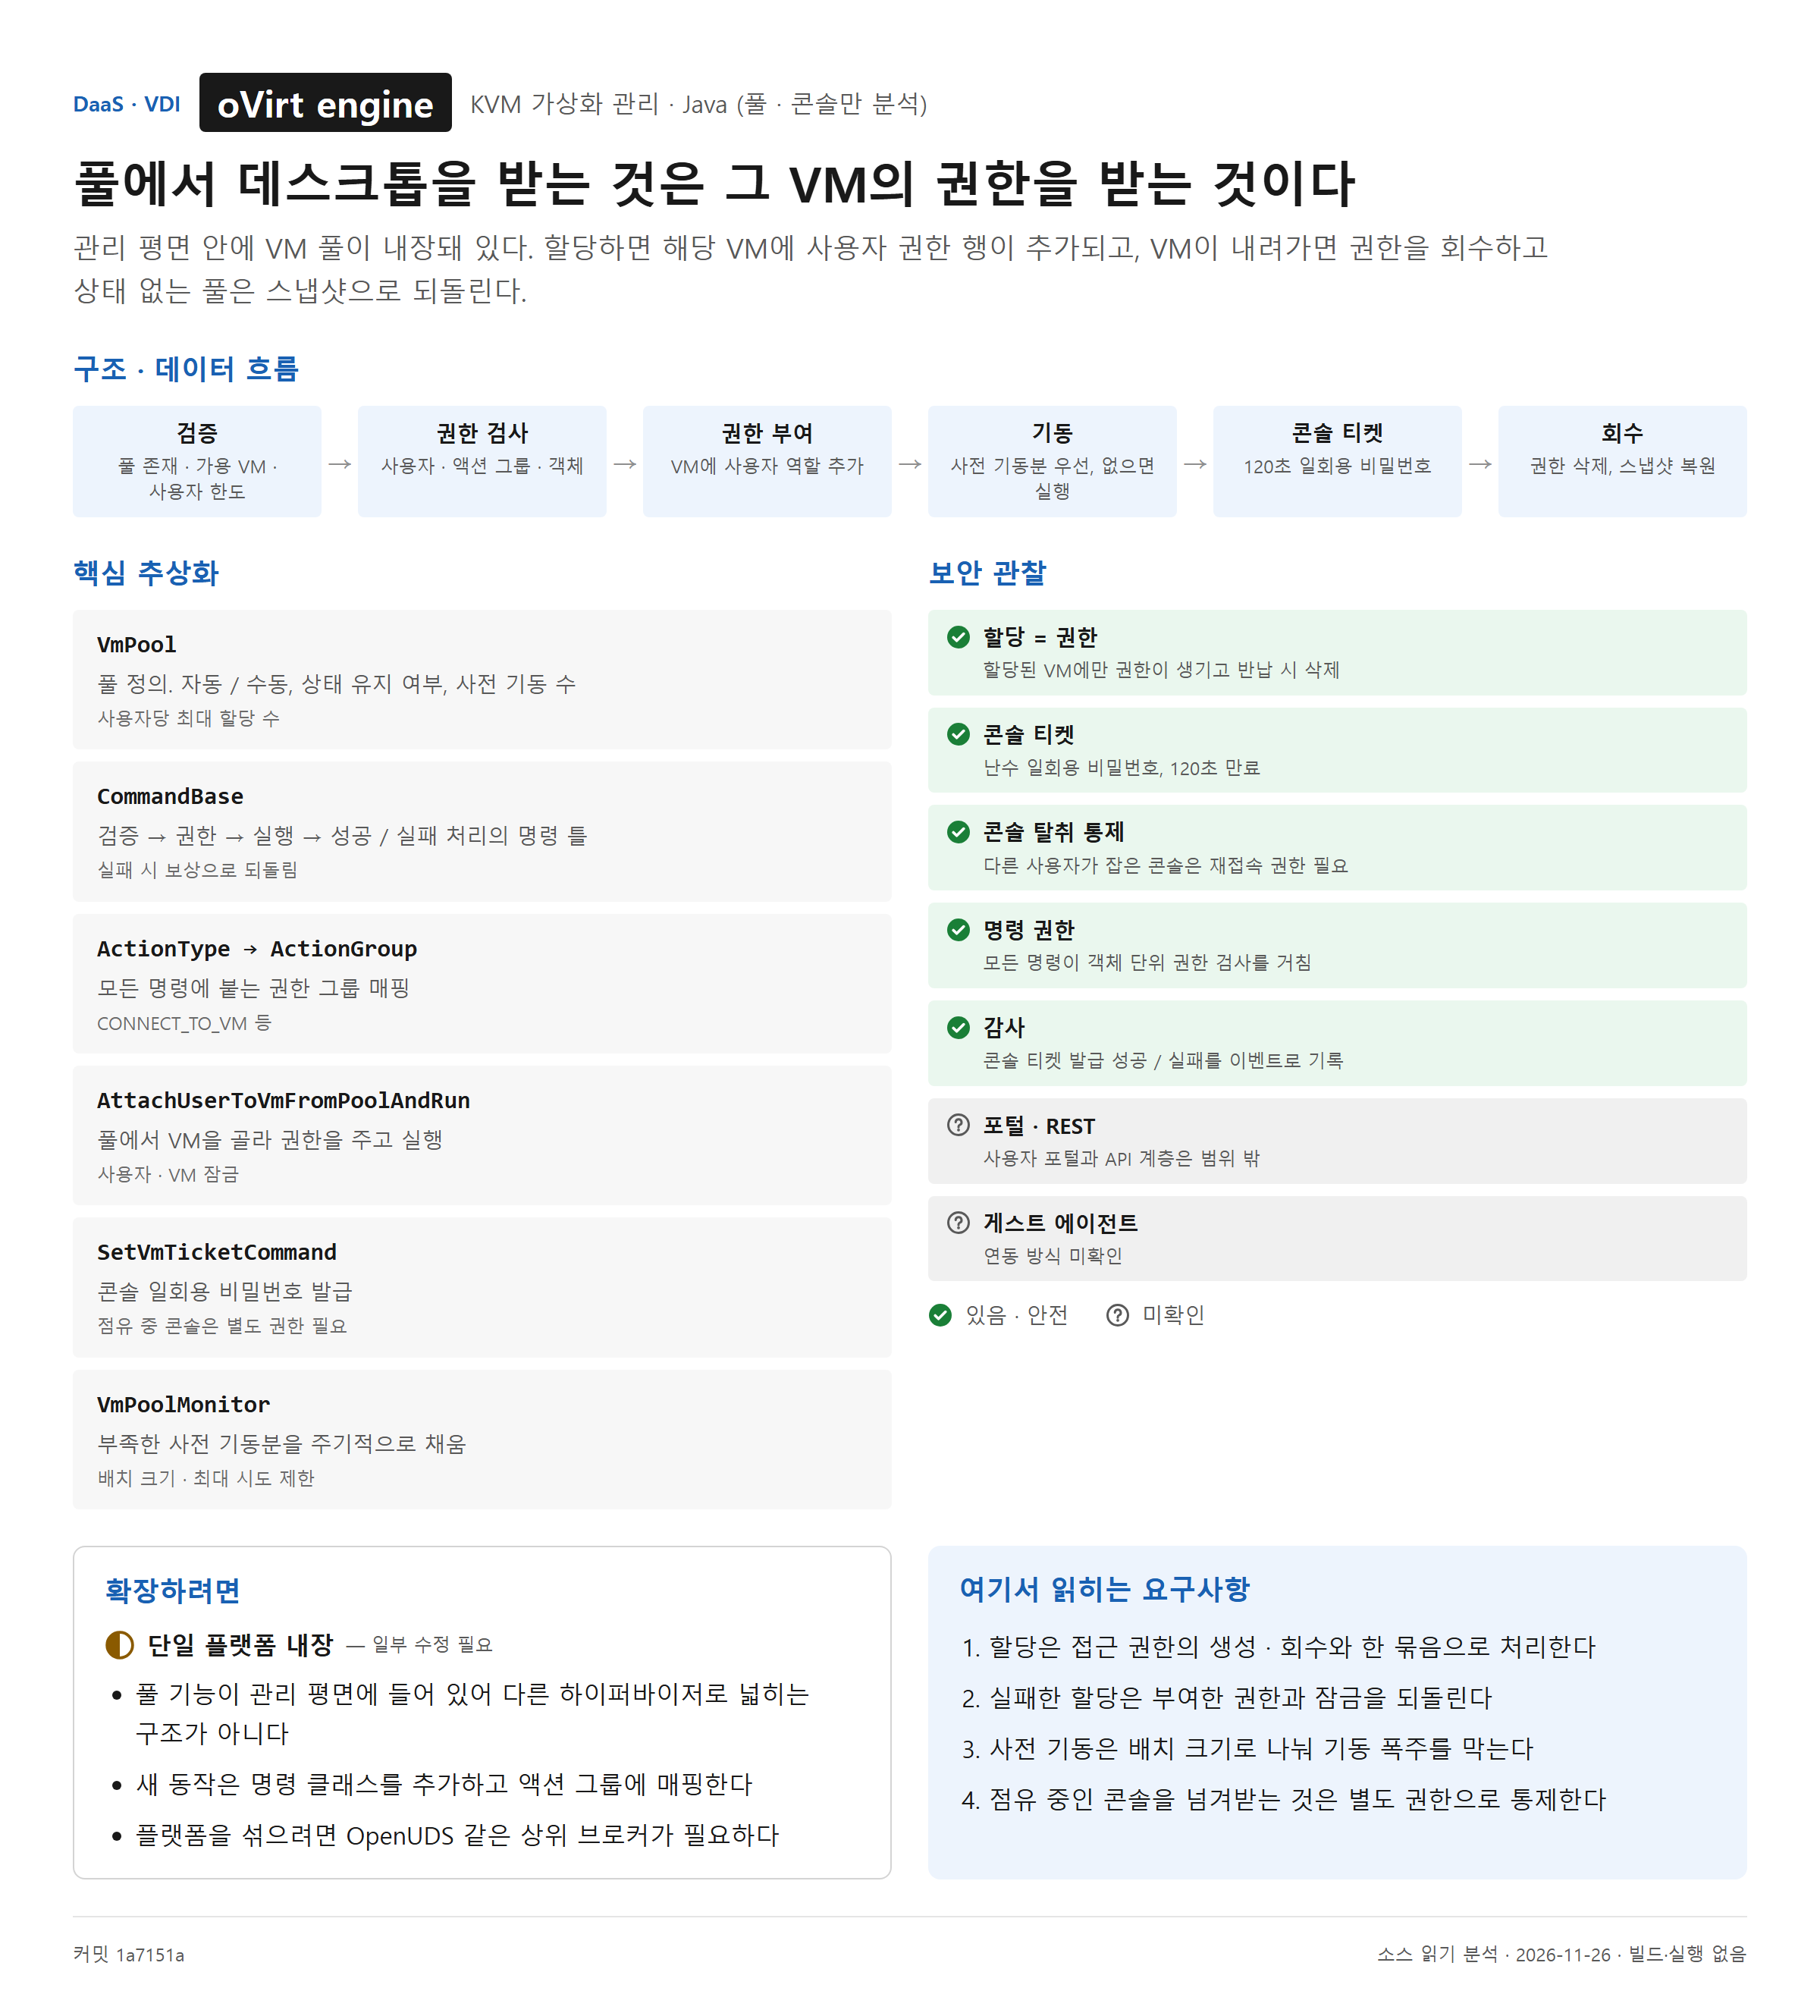 DaaS · VDI oVirt engine KVM 가상화 관리 · Java (풀 · 콘솔만 분석)
풀에서 데스크톱을 받는 것은 그 VM의 권한을 받는 것이다
관리 평면 안에 VM 풀이 내장돼 있다. 할당하면 해당 VM에 사용자 권한 행이 추가되고, VM이 내려가면 권한을 회수하고
상태 없는 풀은 스냅샷으로 되돌린다.
구조 · 데이터 흐름
검증
풀 존재 · 가용 VM ·
사용자 한도
→
권한 검사
사용자 · 액션 그룹 · 객체
→
권한 부여
VM에 사용자 역할 추가
→
기동
사전 기동분 우선, 없으면
실행
→
콘솔 티켓
120초 일회용 비밀번호
→
회수
권한 삭제, 스냅샷 복원
핵심 추상화
VmPool
풀 정의. 자동 / 수동, 상태 유지 여부, 사전 기동 수
사용자당 최대 할당 수
CommandBase
검증 → 권한 → 실행 → 성공 / 실패 처리의 명령 틀
실패 시 보상으로 되돌림
ActionType → ActionGroup
모든 명령에 붙는 권한 그룹 매핑
CONNECT_TO_VM 등
AttachUserToVmFromPoolAndRun
풀에서 VM을 골라 권한을 주고 실행
사용자 · VM 잠금
SetVmTicketCommand
콘솔 일회용 비밀번호 발급
점유 중 콘솔은 별도 권한 필요
VmPoolMonitor
부족한 사전 기동분을 주기적으로 채움
배치 크기 · 최대 시도 제한
보안 관찰
할당 = 권한
할당된 VM에만 권한이 생기고 반납 시 삭제
콘솔 티켓
난수 일회용 비밀번호, 120초 만료
콘솔 탈취 통제
다른 사용자가 잡은 콘솔은 재접속 권한 필요
명령 권한
모든 명령이 객체 단위 권한 검사를 거침
감사
콘솔 티켓 발급 성공 / 실패를 이벤트로 기록
포털 · REST
사용자 포털과 API 계층은 범위 밖
게스트 에이전트
연동 방식 미확인
있음 · 안전 미확인
확장하려면
단일 플랫폼 내장 — 일부 수정 필요
• 풀 기능이 관리 평면에 들어 있어 다른 하이퍼바이저로 넓히는
구조가 아니다
• 새 동작은 명령 클래스를 추가하고 액션 그룹에 매핑한다
• 플랫폼을 섞으려면 OpenUDS 같은 상위 브로커가 필요하다
여기서 읽히는 요구사항
1. 할당은 접근 권한의 생성 · 회수와 한 묶음으로 처리한다
2. 실패한 할당은 부여한 권한과 잠금을 되돌린다
3. 사전 기동은 배치 크기로 나눠 기동 폭주를 막는다
4. 점유 중인 콘솔을 넘겨받는 것은 별도 권한으로 통제한다
커밋 1a7151a
소스 읽기 분석 · 2026-11-26 · 빌드·실행 없음